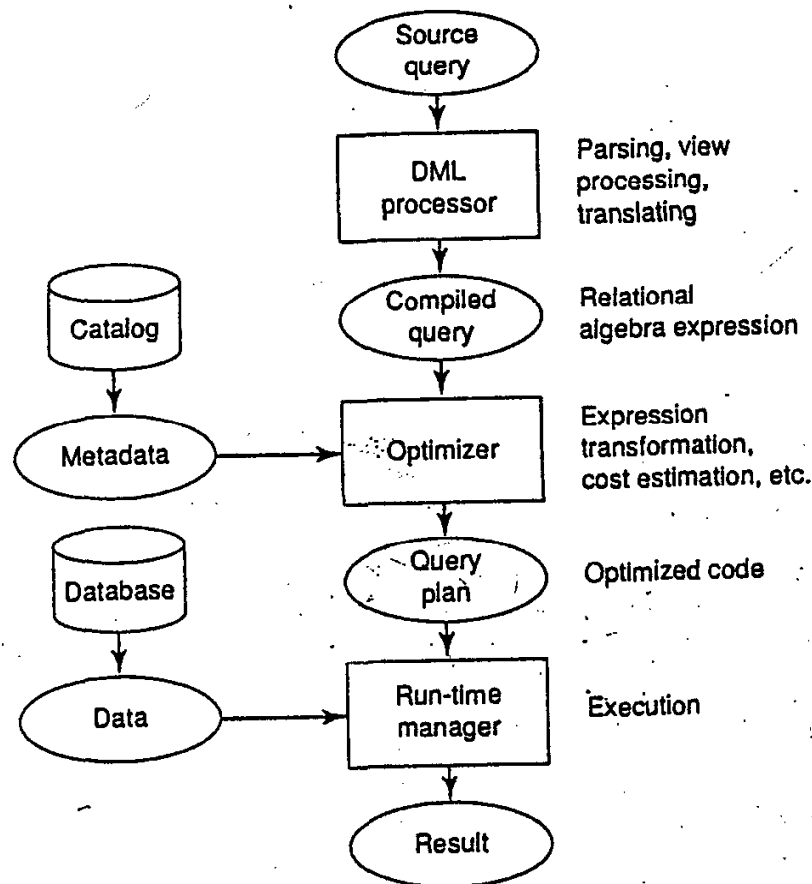 Source
query
DML
processor
Parsing, view
processing,
translating
Catalog
Compiled
query
Relational
algebra expression
Metadata
Optimizer
Expression
transformation,
cost estimation, etc.
Database
Query
plan
Optimized code
Data
Run-time
manager
Execution
Result